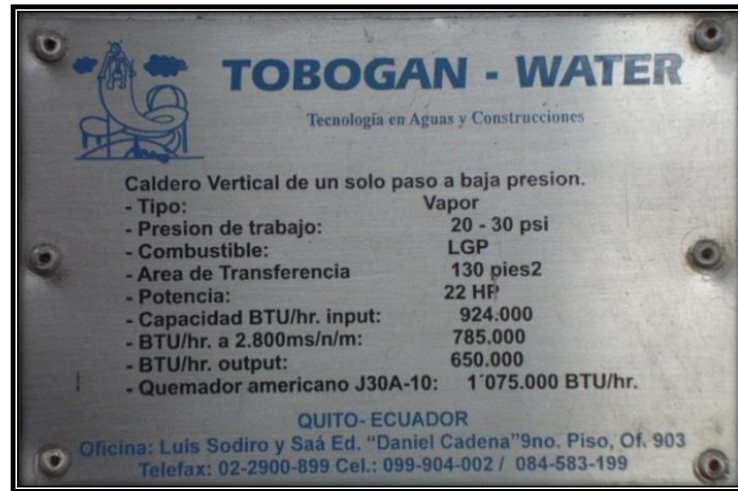 TOBOGAN - WATER
Tecnología en Aguas y Construcciones
Caldero Vertical de un solo paso a baja presion.
- Tipo: Vapor
- Presion de trabajo: 20 - 30 psi
- Combustible: LGP
- Area de Transferencia 130 pies2
- Potencia: 22 HP
- Capacidad BTU/hr. input: 924.000
- BTU/hr. a 2.800ms/n/m: 785.000
- BTU/hr. output: 650.000
- Quemador americano J30A-10: 1´075.000 BTU/hr.
QUITO- ECUADOR
Oficina: Luis Sodiro y Saá Ed. “Daniel Cadena”9no. Piso, Of. 903
Telefax: 02-2900-899 Cel.: 099-904-002 / 084-583-199